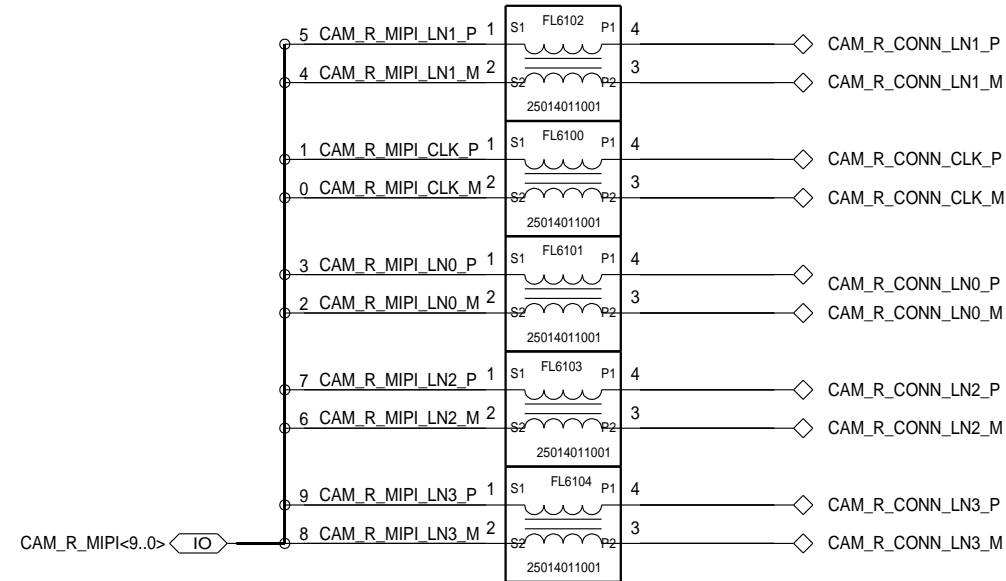 FL6102
5 CAM_R_MIPI_LN1_P 1 S1 P1 4 CAM_R_CONN_LN1_P
4 CAM_R_MIPI_LN1_M 2 S2 P2 3 CAM_R_CONN_LN1_M
25014011001
FL6100
1 CAM_R_MIPI_CLK_P 1 S1 P1 4 CAM_R_CONN_CLK_P
0 CAM_R_MIPI_CLK_M 2 S2 P2 3 CAM_R_CONN_CLK_M
25014011001
FL6101
3 CAM_R_MIPI_LN0_P 1 S1 P1 4 CAM_R_CONN_LN0_P
2 CAM_R_MIPI_LN0_M 2 S2 P2 3 CAM_R_CONN_LN0_M
25014011001
FL6103
7 CAM_R_MIPI_LN2_P 1 S1 P1 4 CAM_R_CONN_LN2_P
6 CAM_R_MIPI_LN2_M 2 S2 P2 3 CAM_R_CONN_LN2_M
25014011001
FL6104
9 CAM_R_MIPI_LN3_P 1 S1 P1 4 CAM_R_CONN_LN3_P
CAM_R_MIPI<9..0> IO 8 CAM_R_MIPI_LN3_M 2 S2 P2 3 CAM_R_CONN_LN3_M
25014011001